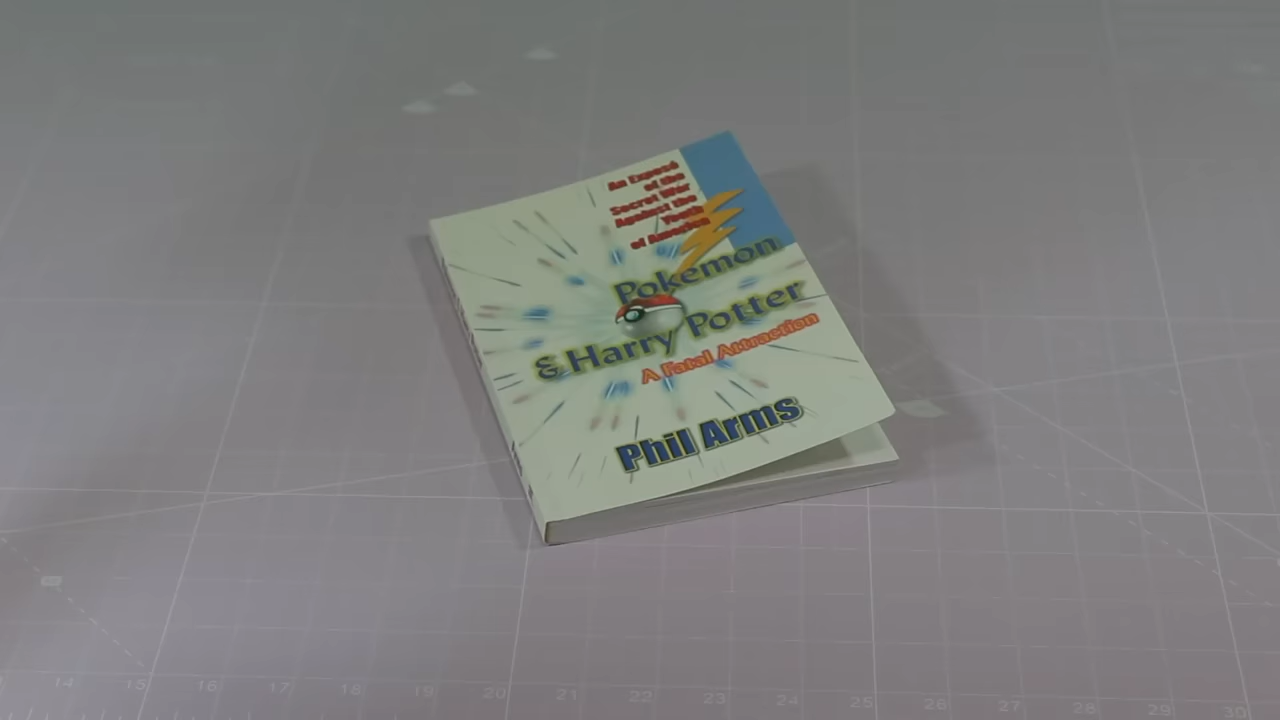 An Exposé
of the
Secret War
Against the
Youth
of America
Pokemon
& Harry Potter
A Fatal Attraction
Phil Arms
14 15 16 17 18 19 20 21 22 23 24 25 26 27 28 29 30